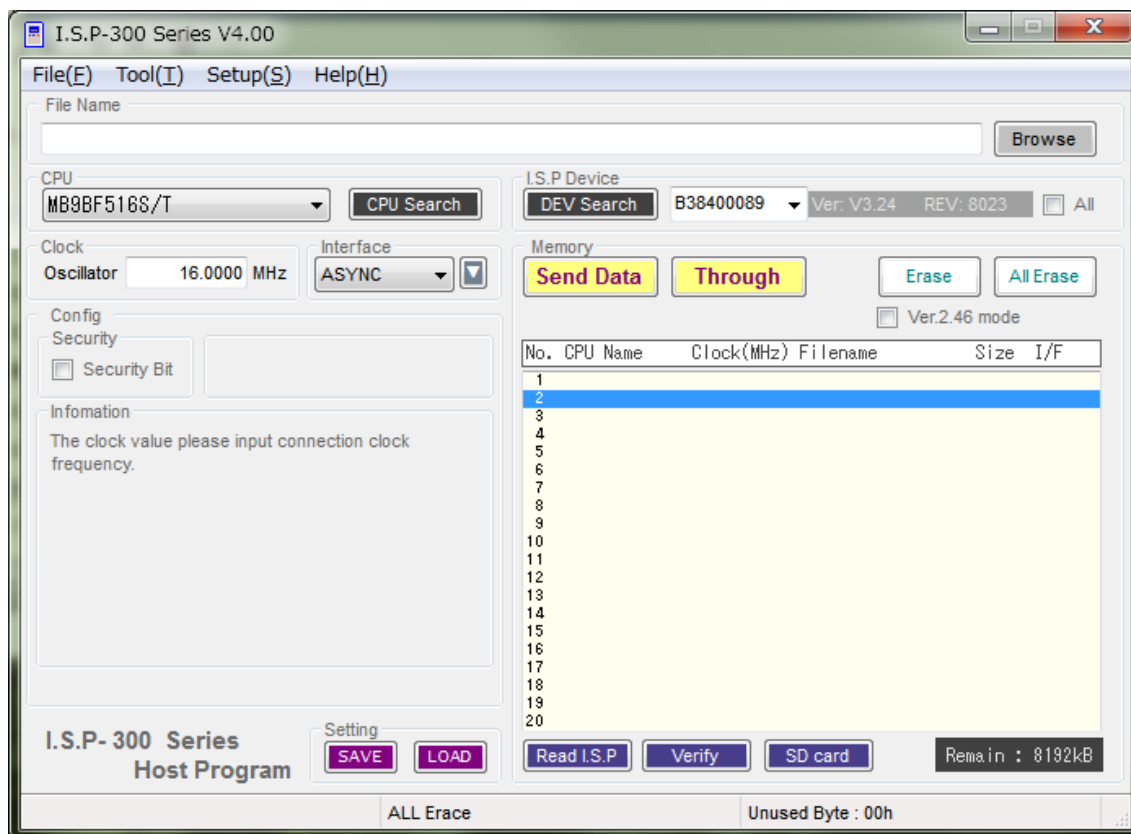 I.S.P-300 Series V4.00
File(F) Tool(T) Setup(S) Help(H)
File Name
Browse
CPU
MB9BF516S/T
CPU Search
I.S.P Device
DEV Search
B38400089
Ver: V3.24 REV: 8023
All
Clock
Oscillator 16.0000 MHz
Interface
ASYNC
Memory
Send Data
Through
Erase
All Erase
Ver.2.46 mode
Config
Security
Security Bit
Infomation
The clock value please input connection clock
frequency.
No. CPU Name Clock(MHz) Filename Size I/F
1
2
3
4
5
6
7
8
9
10
11
12
13
14
15
16
17
18
19
20
I.S.P- 300 Series
Host Program
Setting
SAVE
LOAD
Read I.S.P
Verify
SD card
Remain : 8192kB
ALL Erace
Unused Byte : 00h